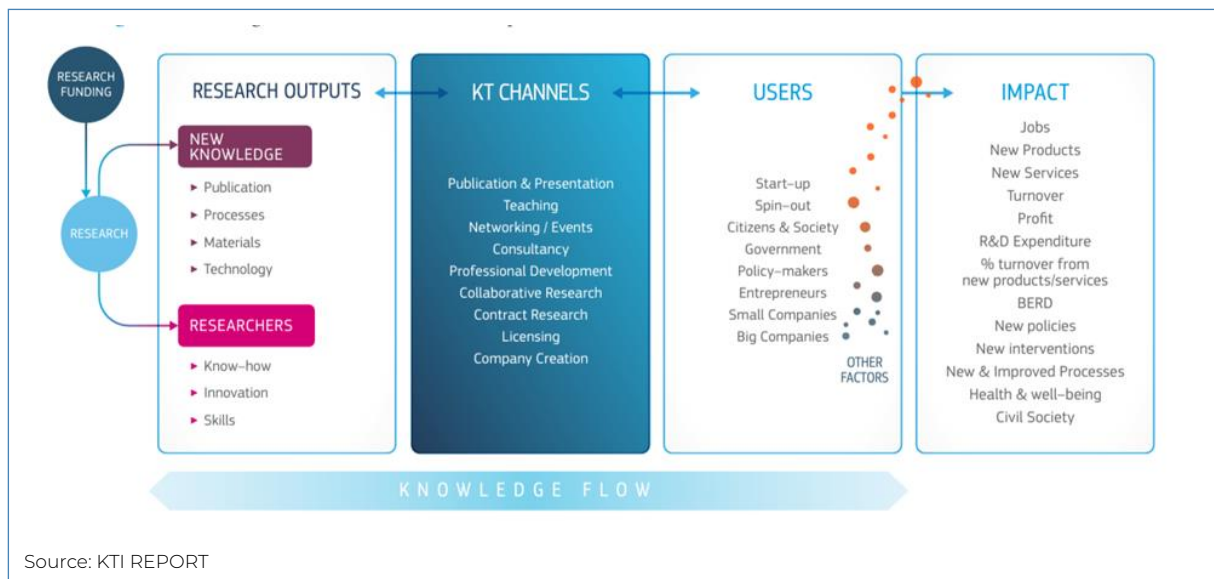 RESEARCH
FUNDING
RESEARCH
RESEARCH OUTPUTS
NEW
KNOWLEDGE
Publication
Processes
Materials
Technology
RESEARCHERS
Know-how
Innovation
Skills
KT CHANNELS
Publication & Presentation
Teaching
Networking / Events
Consultancy
Professional Development
Collaborative Research
Contract Research
Licensing
Company Creation
USERS
Start-up
Spin-out
Citizens & Society
Government
Policy-makers
Entrepreneurs
Small Companies
Big Companies
OTHER
FACTORS
IMPACT
Jobs
New Products
New Services
Turnover
Profit
R&D Expenditure
% turnover from
new products/services
BERD
New policies
New interventions
New & Improved Processes
Health & well-being
Civil Society
KNOWLEDGE FLOW
Source: KTI REPORT